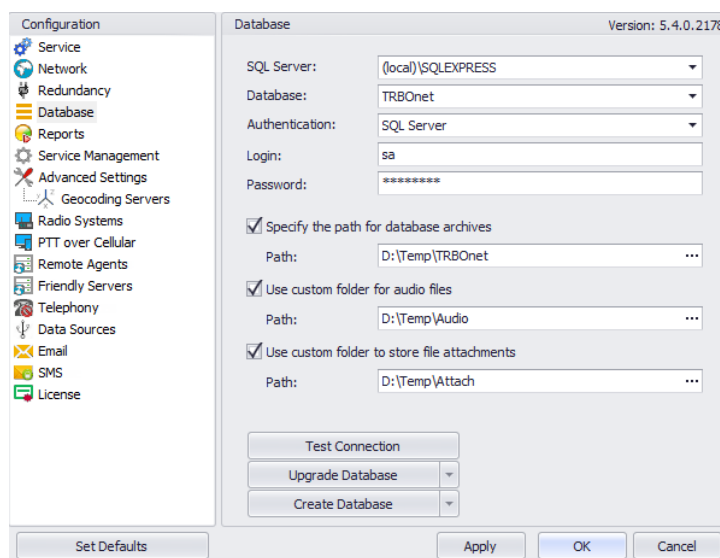 Configuration
Service
Network
Redundancy
Database
Reports
Service Management
Advanced Settings
Geocoding Servers
Radio Systems
PTT over Cellular
Remote Agents
Friendly Servers
Telephony
Data Sources
Email
SMS
License
Set Defaults
Database
Version: 5.4.0.2178
SQL Server: (local)\SQLEXPRESS
Database: TRBOnet
Authentication: SQL Server
Login: sa
Password: ********
Specify the path for database archives
Path: D:\Temp\TRBOnet ...
Use custom folder for audio files
Path: D:\Temp\Audio ...
Use custom folder to store file attachments
Path: D:\Temp\Attach ...
Test Connection
Upgrade Database
Create Database
Apply OK Cancel